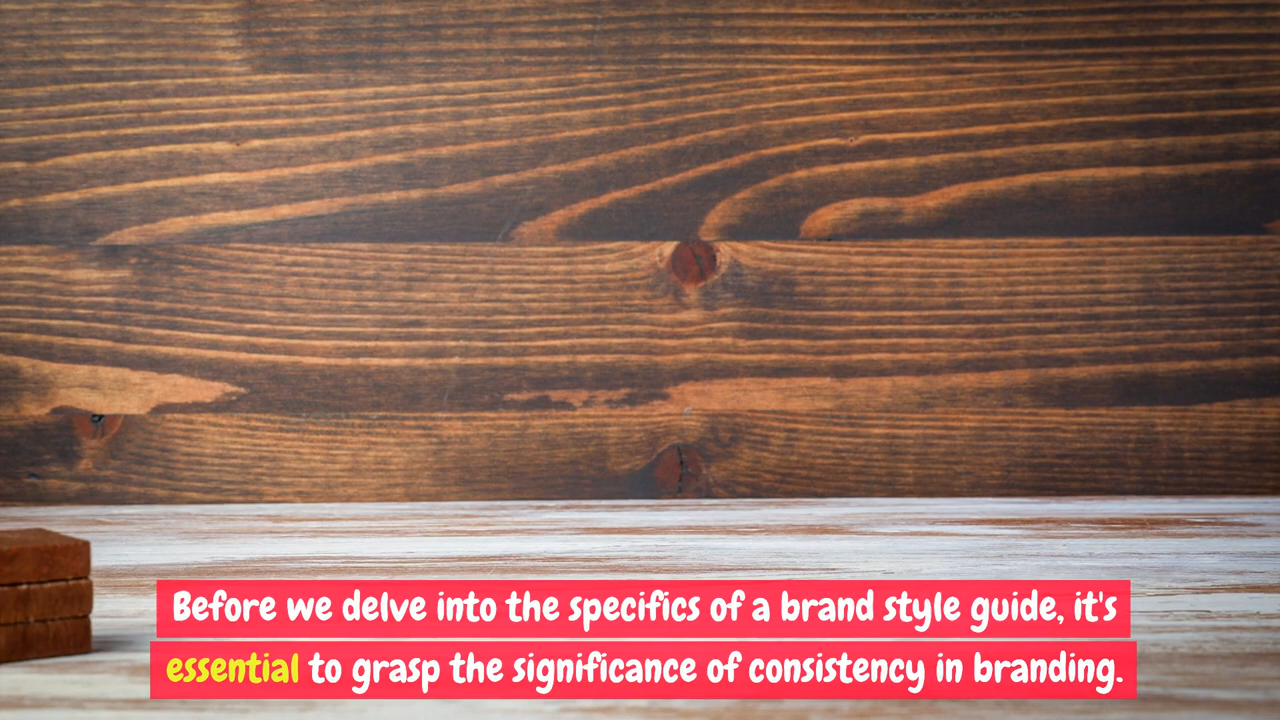 Before we delve into the specifics of a brand style guide, it's
essential to grasp the significance of consistency in branding.